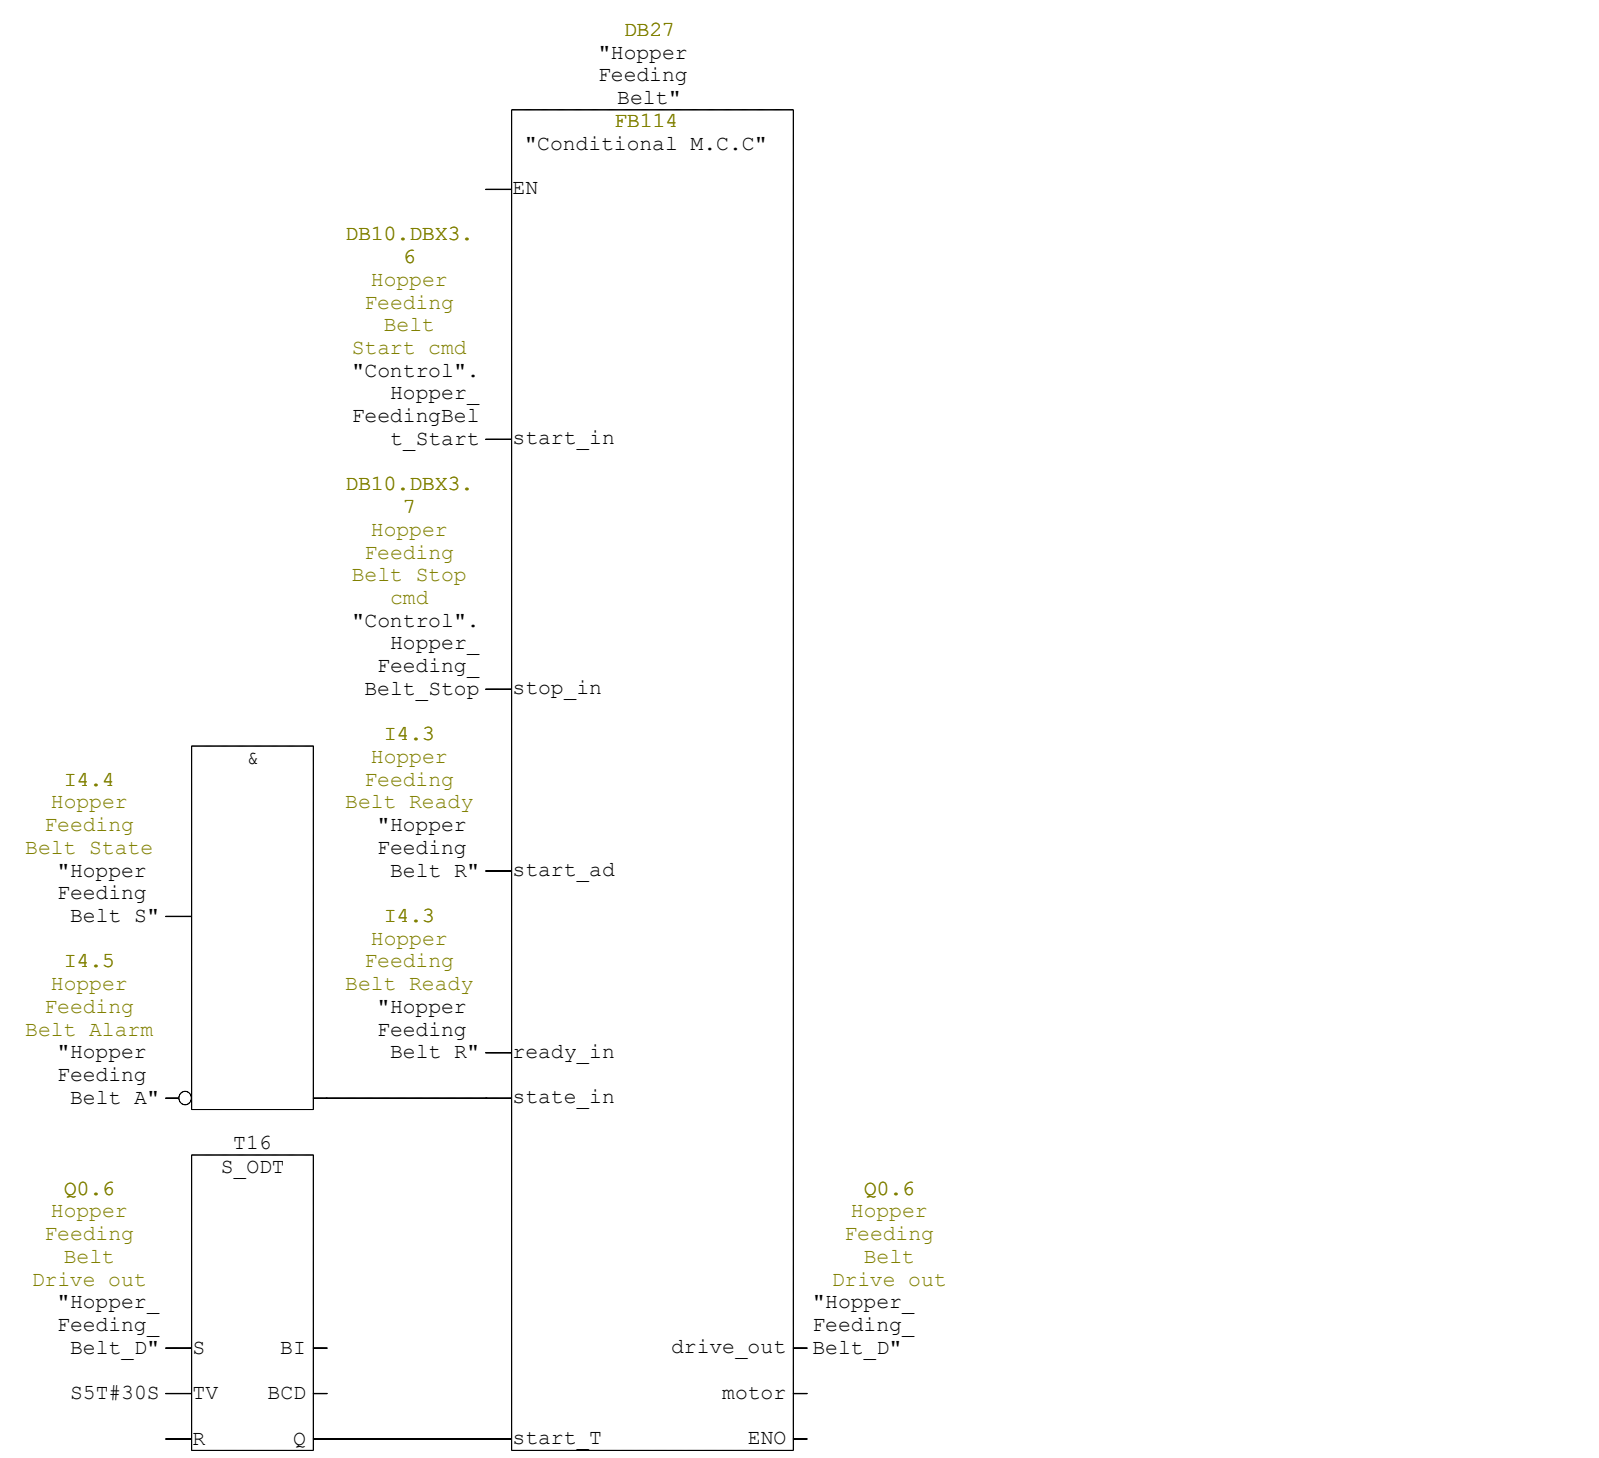 DB27
"Hopper
Feeding
Belt"
FB114
"Conditional M.C.C"
EN
DB10.DBX3.
6
Hopper
Feeding
Belt
Start cmd
"Control".
Hopper_
FeedingBel
t_Start
start_in
DB10.DBX3.
7
Hopper
Feeding
Belt Stop
cmd
"Control".
Hopper_
Feeding_
Belt_Stop
stop_in
I4.3
Hopper
Feeding
Belt Ready
"Hopper
Feeding
Belt R"
start_ad
&
I4.4
Hopper
Feeding
Belt State
"Hopper
Feeding
Belt S"
I4.3
Hopper
Feeding
Belt Ready
"Hopper
Feeding
Belt R"
ready_in
I4.5
Hopper
Feeding
Belt Alarm
"Hopper
Feeding
Belt A"
state_in
T16
S_ODT
Q0.6
Hopper
Feeding
Belt
Drive out
"Hopper_
Feeding_
Belt_D"
S
BI
S5T#30S
TV
BCD
R
Q
start_T
Q0.6
Hopper
Feeding
Belt
Drive out
"Hopper_
Feeding_
Belt_D"
drive_out
motor
ENO